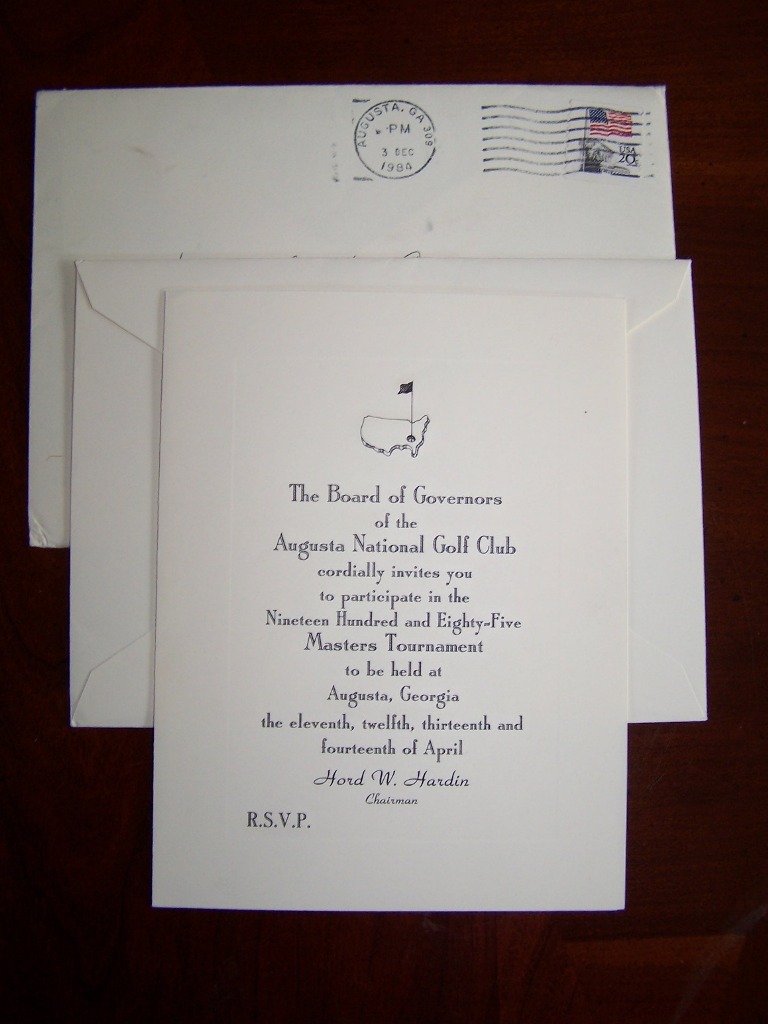 AUGUSTA, GA 309
PM
3 DEC
1984
USA
20c
The Board of Governors
of the
Augusta National Golf Club
cordially invites you
to participate in the
Nineteen Hundred and Eighty-Five
Masters Tournament
to be held at
Augusta, Georgia
the eleventh, twelfth, thirteenth and
fourteenth of April
Hord W. Hardin
Chairman
R.S.V.P.